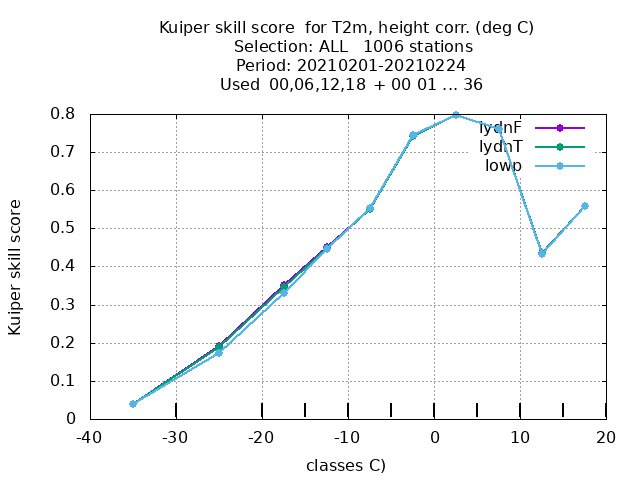 Kuiper skill score  for T2m, height corr. (deg C)
Selection: ALL   1006 stations
Period: 20210201-20210224
Used  00,06,12,18  + 00 01 ... 36
Kuiper skill score
0.8
0.7
0.6
0.5
0.4
0.3
0.2
0.1
0
lydnF
lydnT
lowp
-40 -30 -20 -10 0 10 20
classes C)